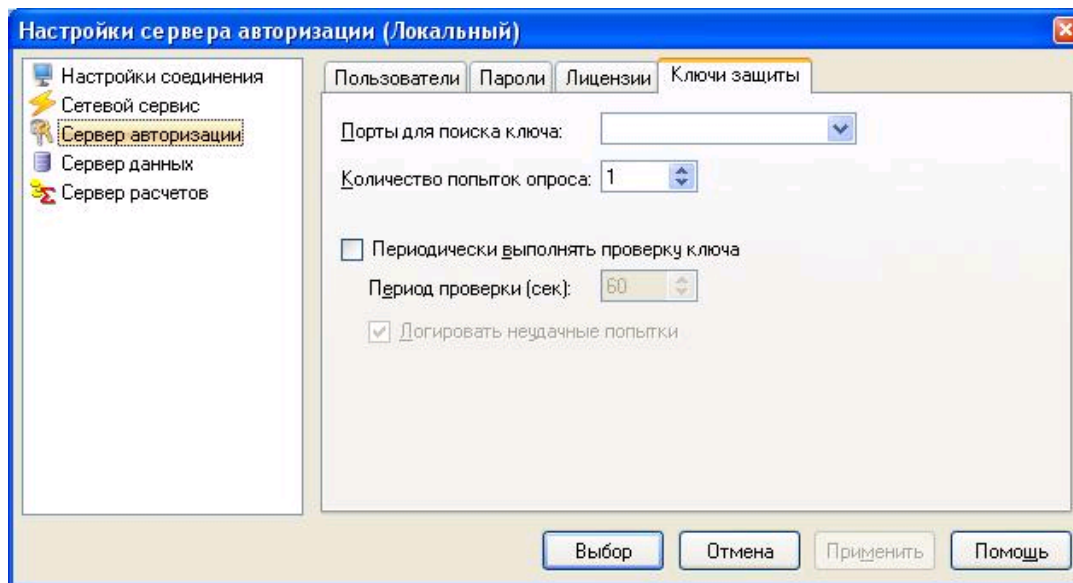 Настройки сервера авторизации (Локальный)
Настройки соединения
Сетевой сервис
Сервер авторизации
Сервер данных
Сервер расчетов
Пользователи Пароли Лицензии Ключи защиты
Порты для поиска ключа:
Количество попыток опроса: 1
Периодически выполнять проверку ключа
Период проверки (сек): 60
Логировать неудачные попытки
Выбор Отмена Применить Помощь